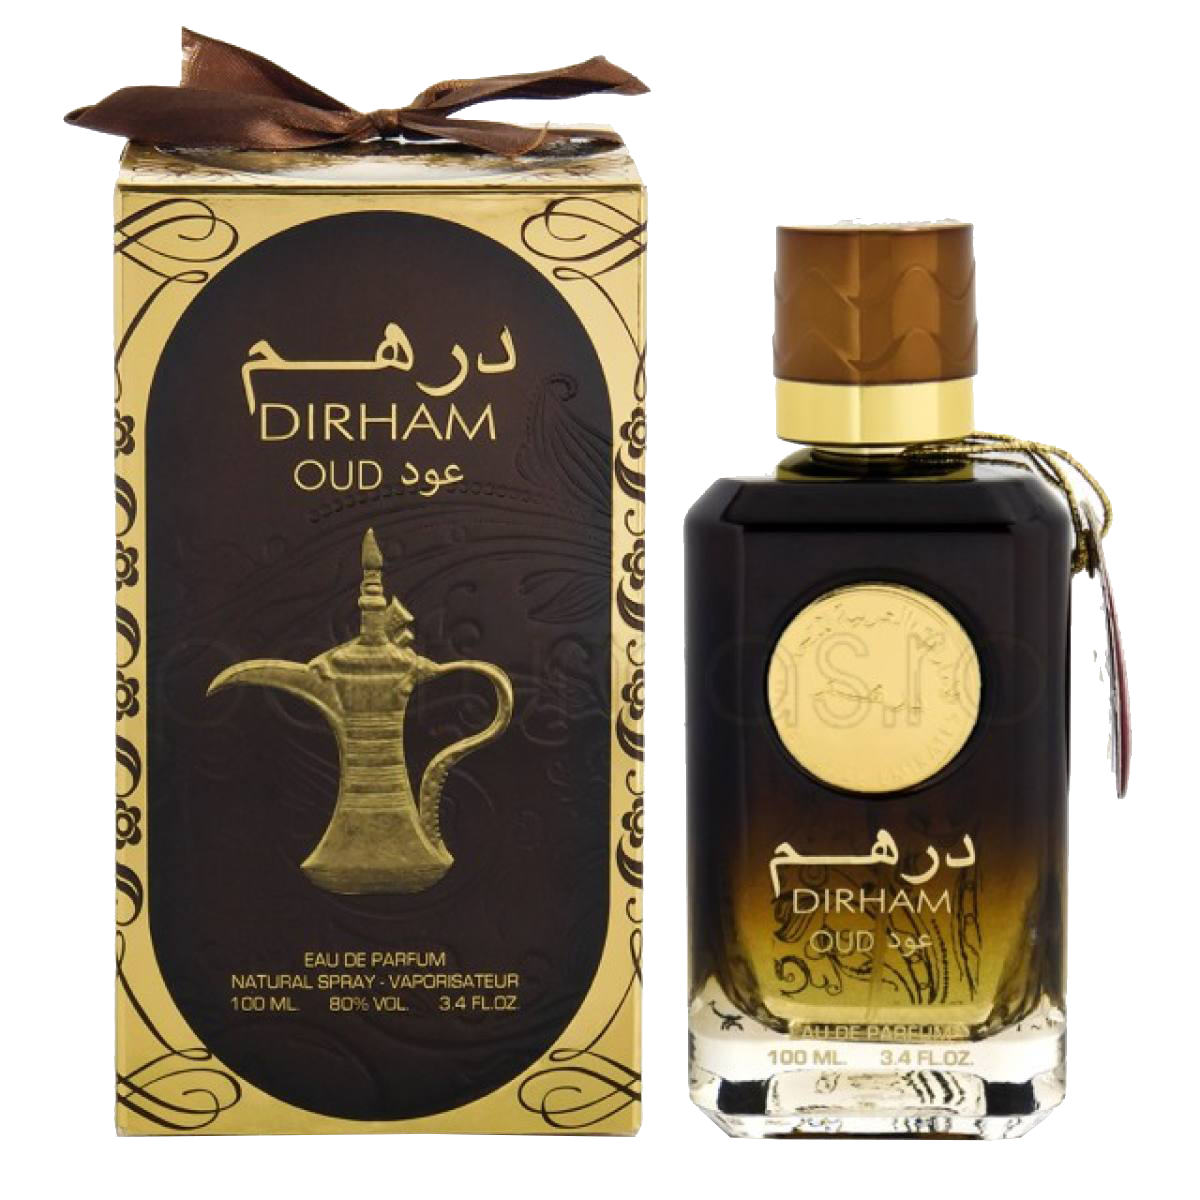 درهم
DIRHAM
OUD عود
EAU DE PARFUM
NATURAL SPRAY - VAPORISATEUR
100 ML. 80% VOL. 3.4 FL.OZ.
درهم
DIRHAM
OUD عود
EAU DE PARFUM
100 ML. 3.4 FL.OZ.